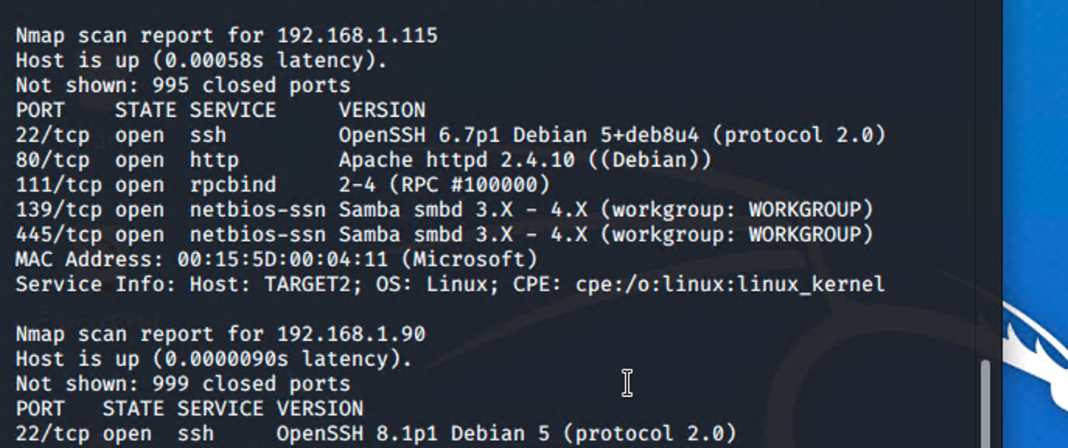 Nmap scan report for 192.168.1.115
Host is up (0.00058s latency).
Not shown: 995 closed ports
PORT    STATE SERVICE     VERSION
22/tcp  open  ssh         OpenSSH 6.7p1 Debian 5+deb8u4 (protocol 2.0)
80/tcp  open  http        Apache httpd 2.4.10 ((Debian))
111/tcp open  rpcbind     2-4 (RPC #100000)
139/tcp open  netbios-ssn Samba smbd 3.X - 4.X (workgroup: WORKGROUP)
445/tcp open  netbios-ssn Samba smbd 3.X - 4.X (workgroup: WORKGROUP)
MAC Address: 00:15:5D:00:04:11 (Microsoft)
Service Info: Host: TARGET2; OS: Linux; CPE: cpe:/o:linux:linux_kernel

Nmap scan report for 192.168.1.90
Host is up (0.0000090s latency).
Not shown: 999 closed ports
PORT   STATE SERVICE VERSION
22/tcp open  ssh     OpenSSH 8.1p1 Debian 5 (protocol 2.0)